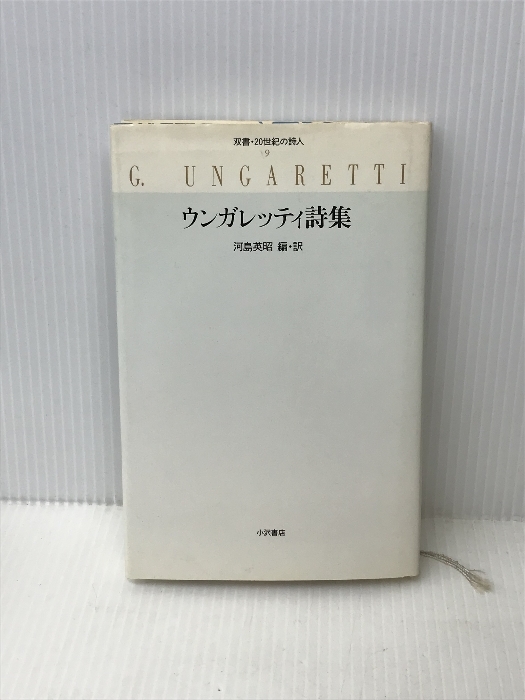 双書・20世紀の詩人
9
G. UNGARETTI
ウンガレッティ詩集
河島英昭 編・訳
小沢書店